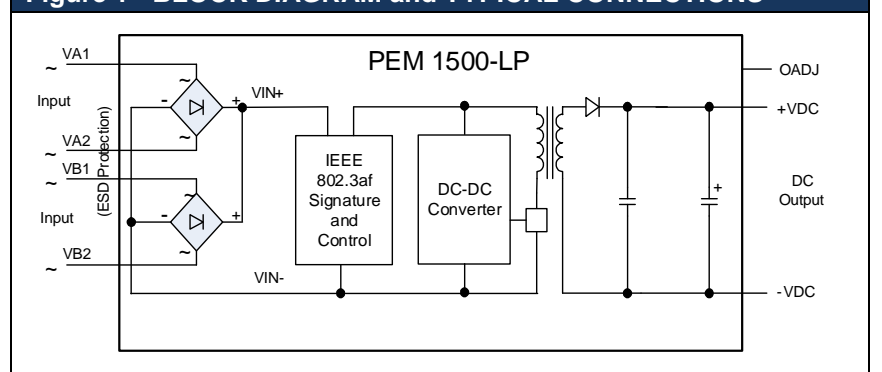 Figure 1 - BLOCK DIAGRAM and TYPICAL CONNECTIONS
PEM 1500-LP
~ VA1
Input
~ VA2
~ VB1
Input
~ VB2
(ESD Protection)
~
-
+
~
~
-
+
~
VIN+
VIN-
IEEE
802.3af
Signature
and
Control
DC-DC
Converter
+
OADJ
+VDC
DC
Output
-VDC